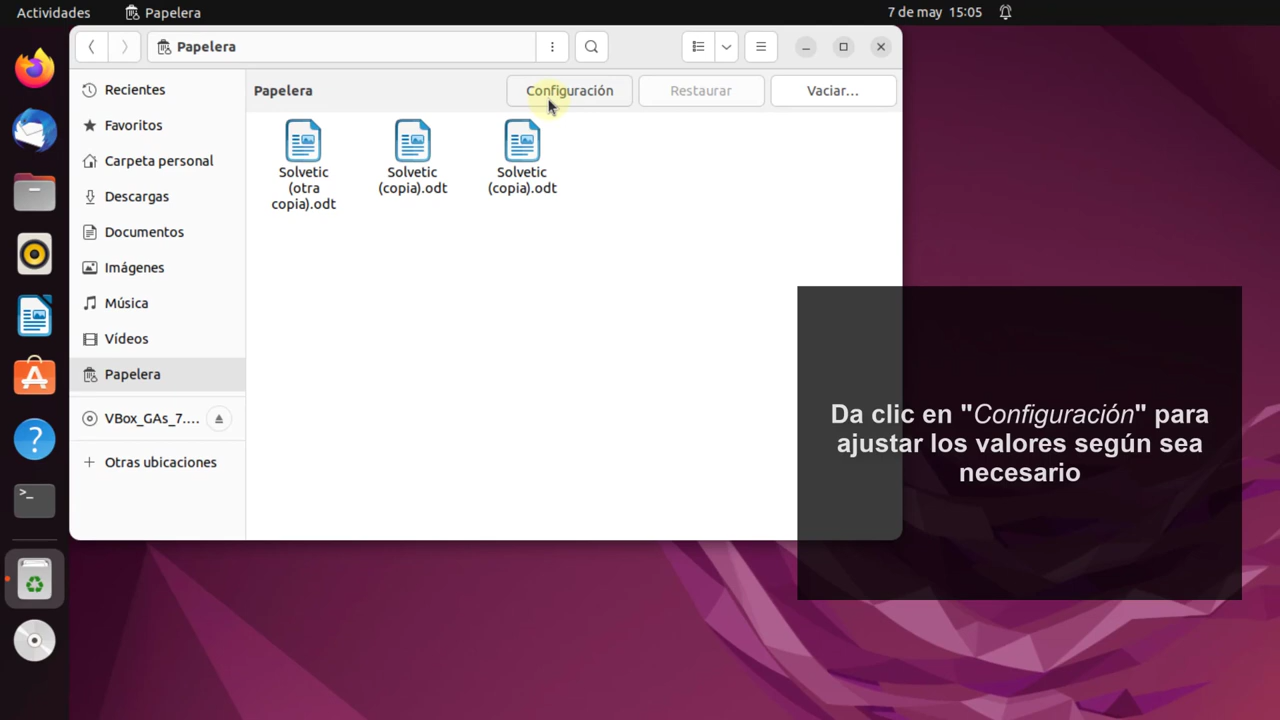 Actividades
Papelera
7 de may 15:05
Papelera
Recientes
Favoritos
Carpeta personal
Descargas
Documentos
Imágenes
Música
Vídeos
Papelera
VBox_GAs_7....
Otras ubicaciones
Papelera
Configuración
Restaurar
Vaciar...
Solvetic
(otra
copia).odt
Solvetic
(copia).odt
Solvetic
(copia).odt
Da clic en "Configuración" para
ajustar los valores según sea
necesario